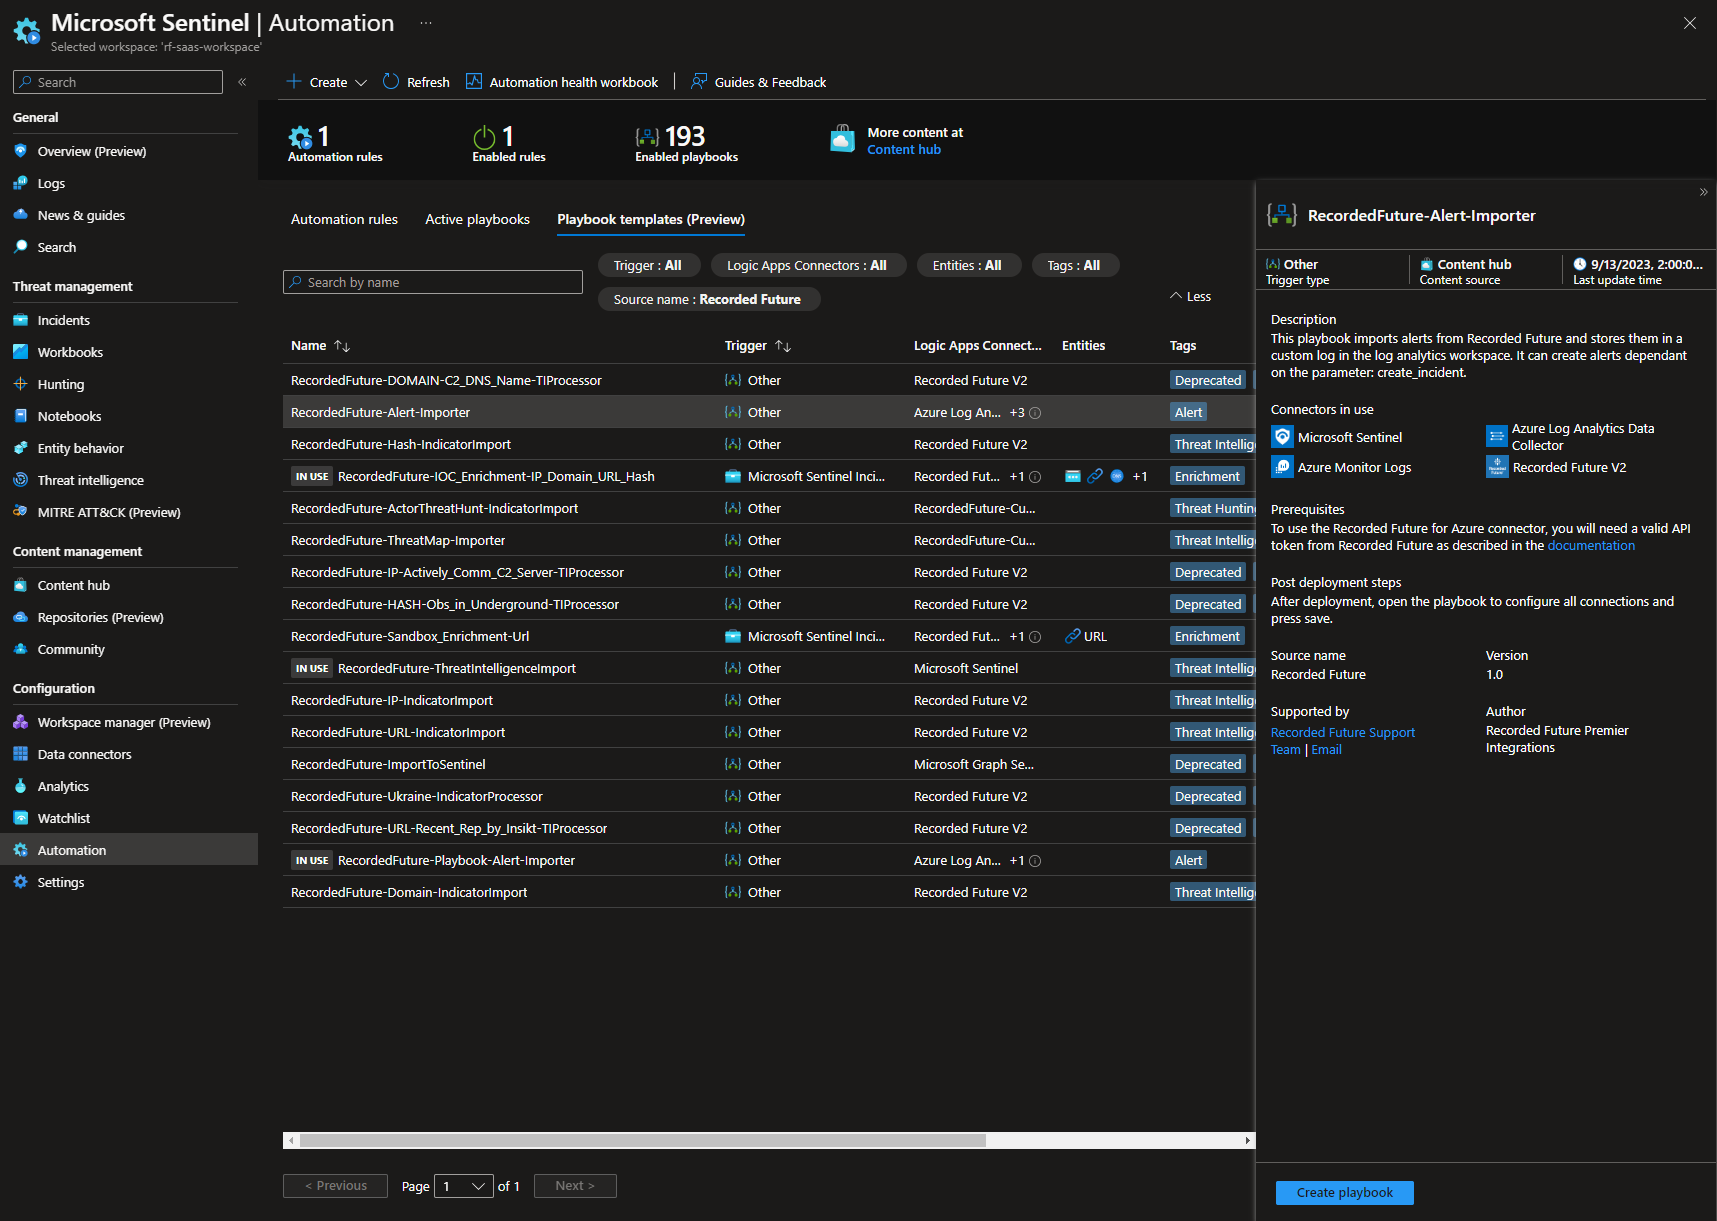 Microsoft Sentinel | Automation ...
Selected workspace: 'rf-saas-workspace'
Search
«
General
Overview (Preview)
Logs
News & guides
Search
Threat management
Incidents
Workbooks
Hunting
Notebooks
Entity behavior
Threat intelligence
MITRE ATT&CK (Preview)
Content management
Content hub
Repositories (Preview)
Community
Configuration
Workspace manager (Preview)
Data connectors
Analytics
Watchlist
Automation
Settings
Create Refresh Automation health workbook | Guides & Feedback
1 Automation rules
1 Enabled rules
193 Enabled playbooks
More content at
Content hub
Automation rules Active playbooks Playbook templates (Preview)
Search by name
Trigger : All Logic Apps Connectors : All Entities : All Tags : All
Source name : Recorded Future
Less
Name Trigger Logic Apps Connect... Entities Tags
RecordedFuture-DOMAIN-C2_DNS_Name-TIProcessor Other Recorded Future V2 Deprecated
RecordedFuture-Alert-Importer Other Azure Log An... +3 Alert
RecordedFuture-Hash-IndicatorImport Other Recorded Future V2 Threat Intellig
IN USE RecordedFuture-IOC_Enrichment-IP_Domain_URL_Hash Microsoft Sentinel Inci... Recorded Fut... +1 +1 Enrichment
RecordedFuture-ActorThreatHunt-IndicatorImport Other RecordedFuture-Cu... Threat Hunting
RecordedFuture-ThreatMap-Importer Other RecordedFuture-Cu... Threat Intellig
RecordedFuture-IP-Actively_Comm_C2_Server-TIProcessor Other Recorded Future V2 Deprecated
RecordedFuture-HASH-Obs_in_Underground-TIProcessor Other Recorded Future V2 Deprecated
RecordedFuture-Sandbox_Enrichment-Url Microsoft Sentinel Inci... Recorded Fut... +1 URL Enrichment
IN USE RecordedFuture-ThreatIntelligenceImport Other Microsoft Sentinel Threat Intellig
RecordedFuture-IP-IndicatorImport Other Recorded Future V2 Threat Intellig
RecordedFuture-URL-IndicatorImport Other Recorded Future V2 Threat Intellig
RecordedFuture-ImportToSentinel Other Microsoft Graph Se... Deprecated
RecordedFuture-Ukraine-IndicatorProcessor Other Recorded Future V2 Deprecated
RecordedFuture-URL-Recent_Rep_by_Insikt-TIProcessor Other Recorded Future V2 Deprecated
IN USE RecordedFuture-Playbook-Alert-Importer Other Azure Log An... +1 Alert
RecordedFuture-Domain-IndicatorImport Other Recorded Future V2 Threat Intellig
< Previous Page 1 of 1 Next >
»
RecordedFuture-Alert-Importer
Other Content hub 9/13/2023, 2:00:0...
Trigger type Content source Last update time
Description
This playbook imports alerts from Recorded Future and stores them in a
custom log in the log analytics workspace. It can create alerts dependant
on the parameter: create_incident.
Connectors in use
Microsoft Sentinel
Azure Log Analytics Data
Collector
Azure Monitor Logs
Recorded Future V2
Prerequisites
To use the Recorded Future for Azure connector, you will need a valid API
token from Recorded Future as described in the documentation
Post deployment steps
After deployment, open the playbook to configure all connections and
press save.
Source name Version
Recorded Future 1.0
Supported by
Recorded Future Support
Team | Email
Author
Recorded Future Premier
Integrations
Create playbook